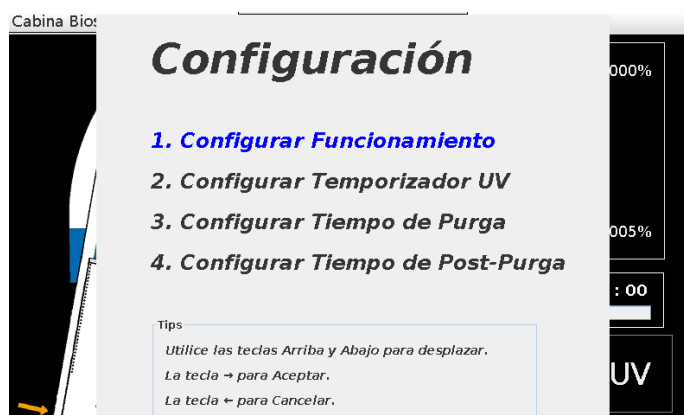 Cabina Bios
Configuración
000%
1. Configurar Funcionamiento
2. Configurar Temporizador UV
3. Configurar Tiempo de Purga
005%
4. Configurar Tiempo de Post-Purga
: 00
Tips
Utilice las teclas Arriba y Abajo para desplazar.
La tecla → para Aceptar.
La tecla ← para Cancelar.
UV